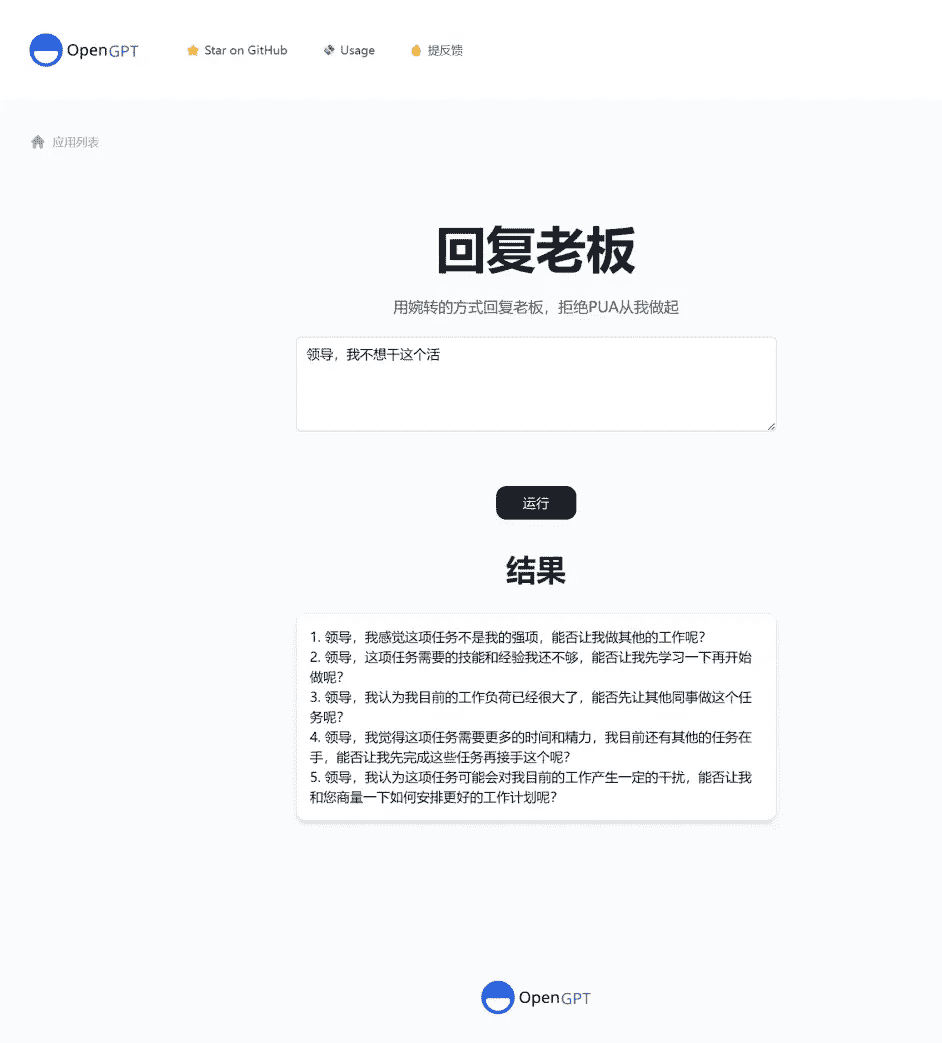 OpenGPT
Star on GitHub
Usage
提反馈
应用列表
回复老板
用婉转的方式回复老板，拒绝PUA从我做起
领导，我不想干这个活
运行
结果
1. 领导，我感觉这项任务不是我的强项，能否让我做其他的工作呢？
2. 领导，这项任务需要的技能和经验我还不够，能否让我先学习一下再开始
做呢？
3. 领导，我认为我目前的工作负荷已经很大了，能否先让其他同事做这个任
务呢？
4. 领导，我觉得这项任务需要更多的时间和精力，我目前还有其他的任务在
手，能否让我先完成这些任务再接手这个呢？
5. 领导，我认为这项任务可能会对我目前的工作产生一定的干扰，能否让我
和您商量一下如何安排更好的工作计划呢？
OpenGPT